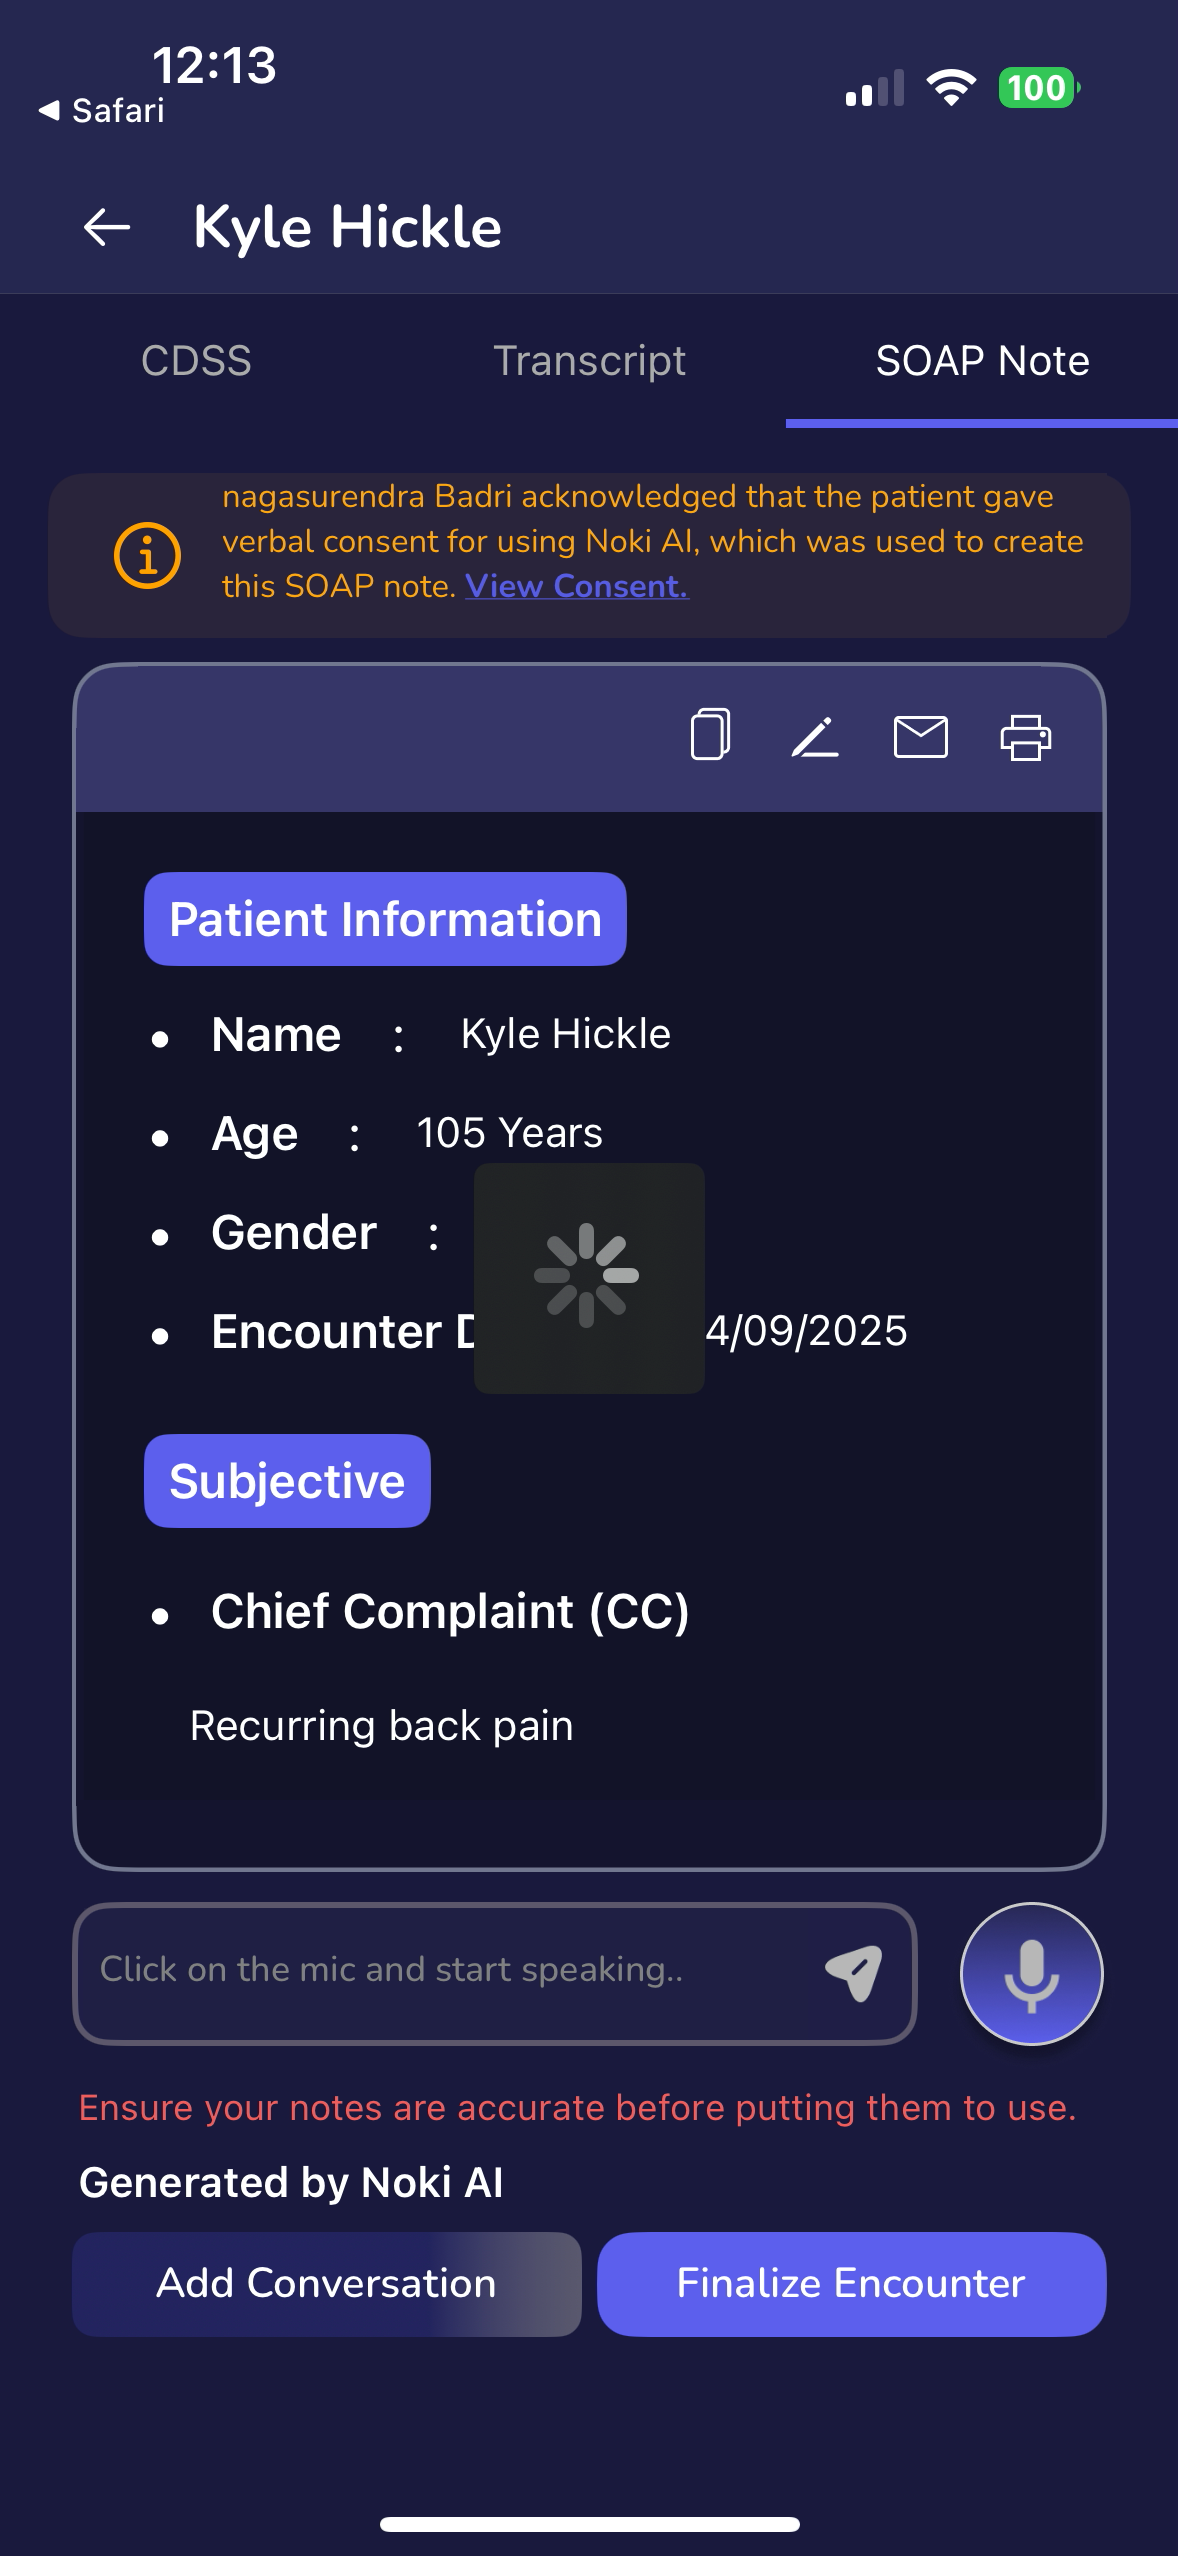 12:13
Safari
100
Kyle Hickle
CDSS Transcript SOAP Note
nagasurendra Badri acknowledged that the patient gave
verbal consent for using Noki AI, which was used to create
this SOAP note. View Consent.
Patient Information
• Name : Kyle Hickle
• Age : 105 Years
• Gender :
• Encounter 4/09/2025
Subjective
• Chief Complaint (CC)
Recurring back pain
Click on the mic and start speaking..
Ensure your notes are accurate before putting them to use.
Generated by Noki AI
Add Conversation Finalize Encounter